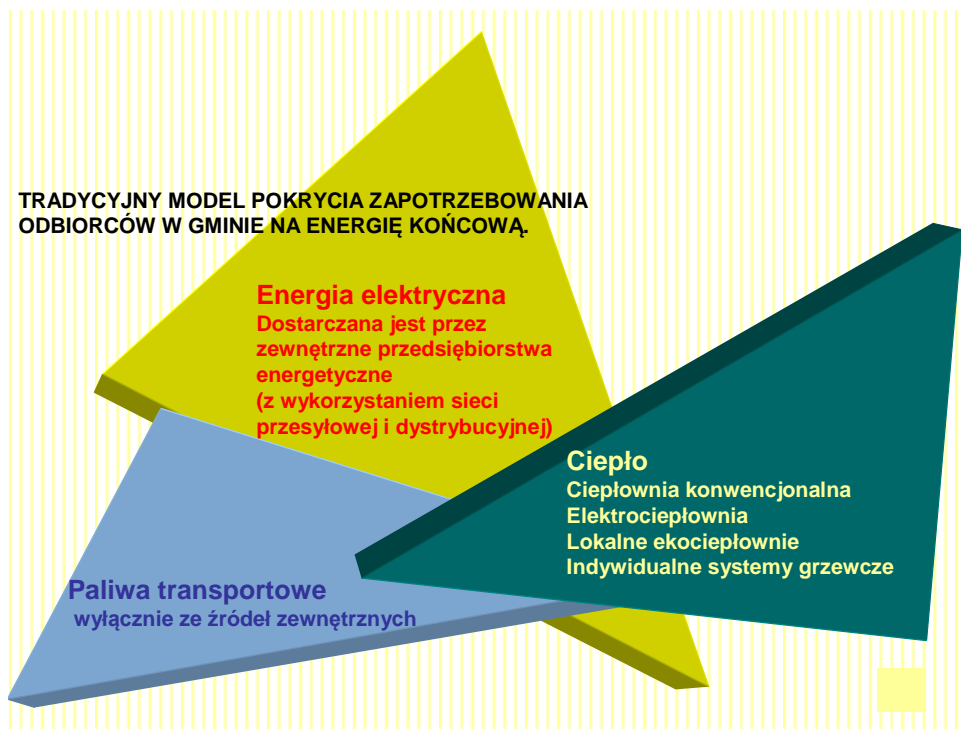 TRADYCYJNY MODEL POKRYCIA ZAPOTRZEBOWANIA
ODBIORCÓW W GMINIE NA ENERGIĘ KOŃCOWĄ.
Energia elektryczna
Dostarczana jest przez
zewnętrzne przedsiębiorstwa
energetyczne
(z wykorzystaniem sieci
przesyłowej i dystrybucyjnej)
Ciepło
Ciepłownia konwencjonalna
Elektrociepłownia
Lokalne ekociepłownie
Indywidualne systemy grzewcze
Paliwa transportowe
wyłącznie ze źródeł zewnętrznych